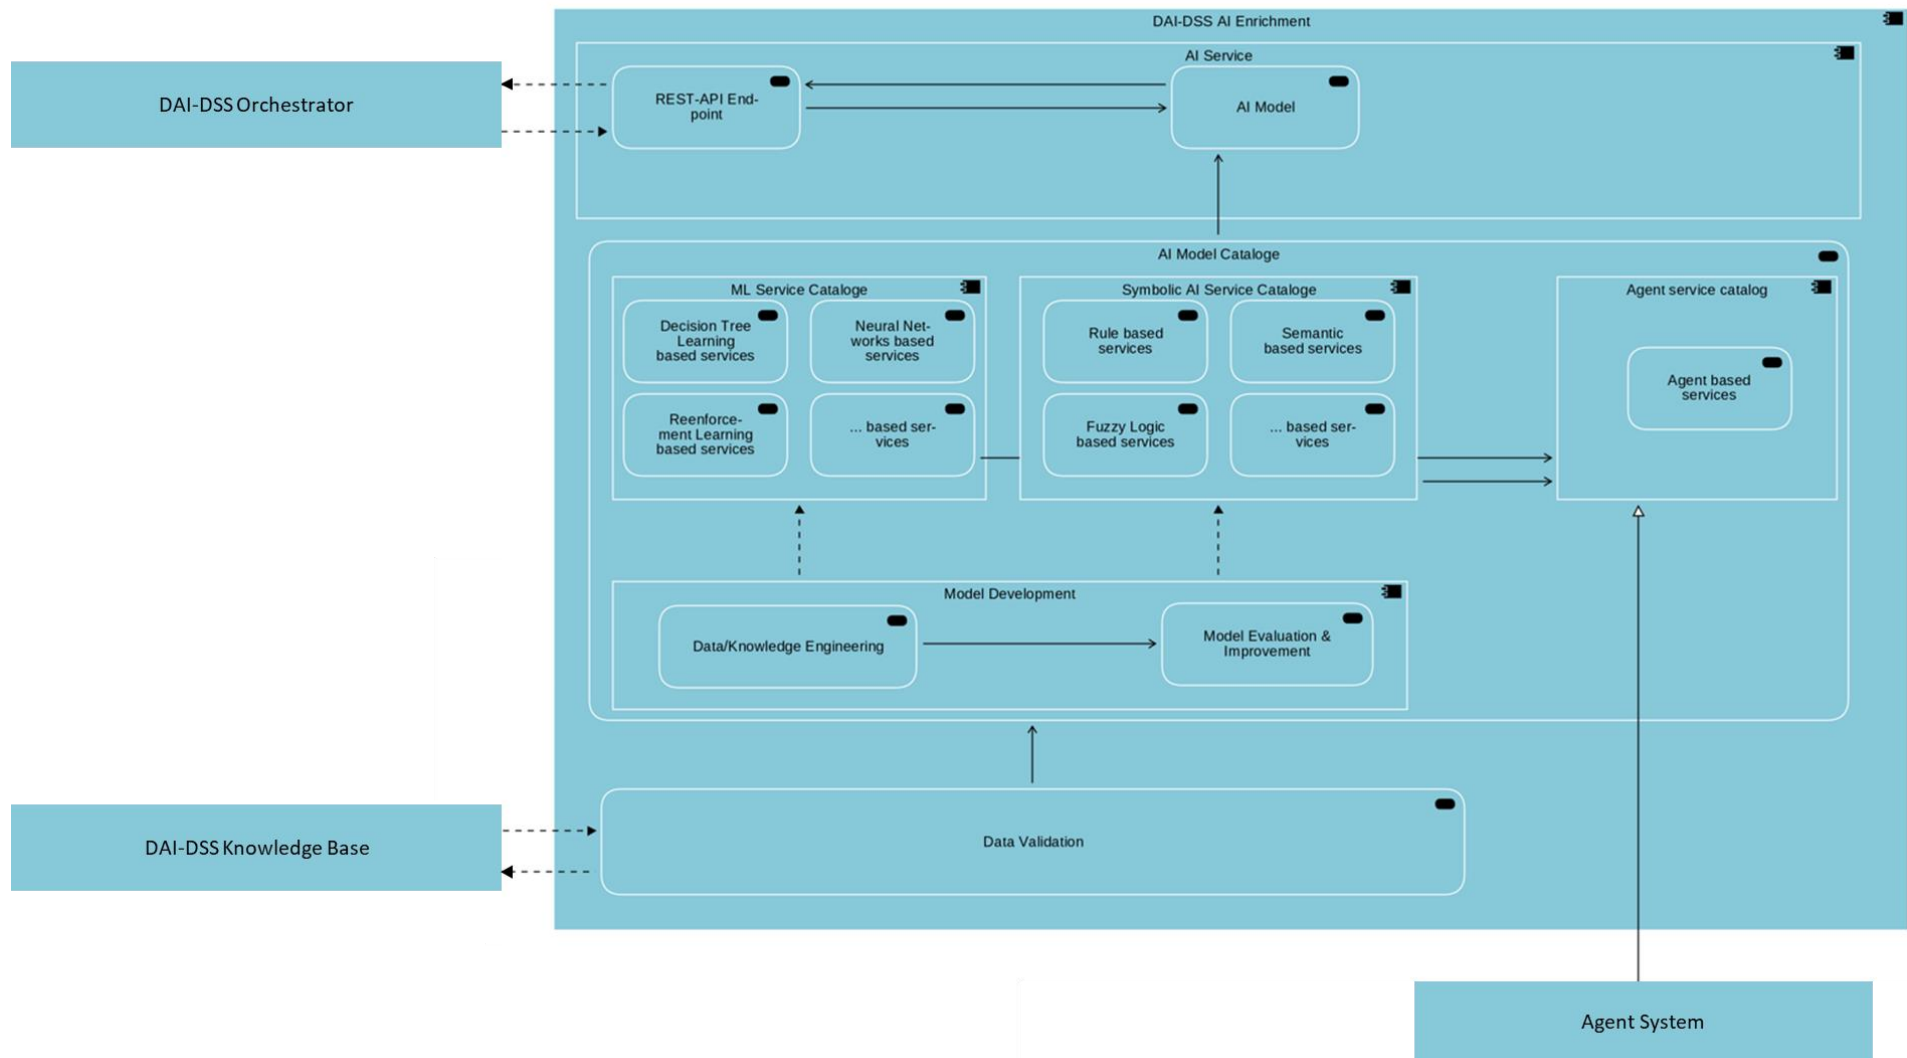 DAI-DSS AI Enrichment
AI Service
DAI-DSS Orchestrator
REST-API End-
point
AI Model
AI Model Cataloge
ML Service Cataloge
Decision Tree
Learning
based services
Neural Net-
works based
services
Reenforce-
ment Learning
based services
... based ser-
vices
Symbolic AI Service Cataloge
Rule based
services
Semantic
based services
Fuzzy Logic
based services
... based ser-
vices
Agent service catalog
Agent based
services
Model Development
Data/Knowledge Engineering
Model Evaluation &
Improvement
DAI-DSS Knowledge Base
Data Validation
Agent System